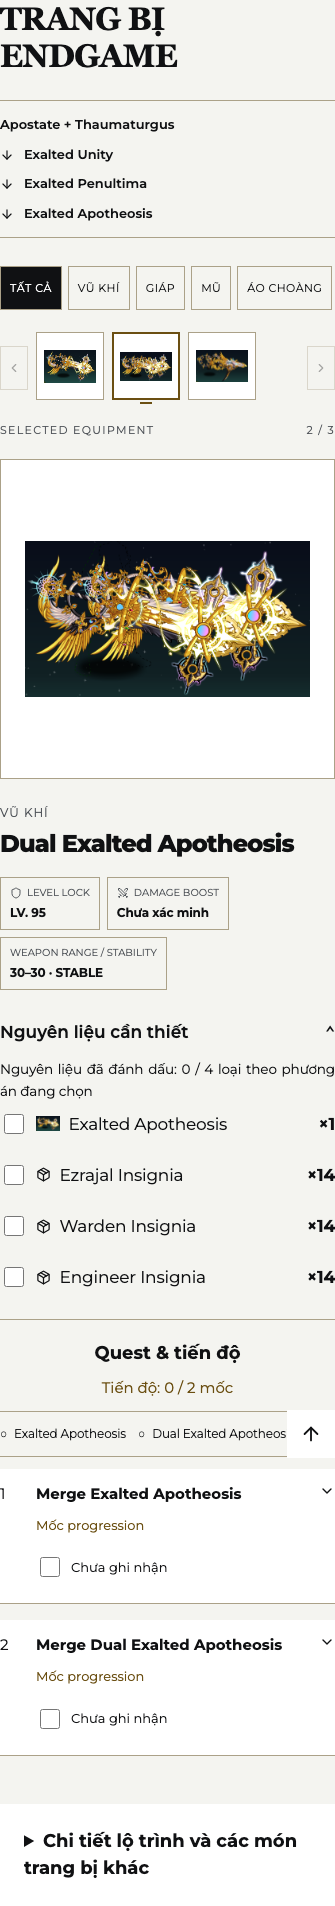 TRANG BỊ
ENDGAME
Apostate + Thaumaturgus
↓ Exalted Unity
↓ Exalted Penultima
↓ Exalted Apotheosis
TẤT CẢ VŨ KHÍ GIÁP MŨ ÁO CHOÀNG
SELECTED EQUIPMENT 2 / 3
VŨ KHÍ
Dual Exalted Apotheosis
LEVEL LOCK DAMAGE BOOST
LV. 95 Chưa xác minh
WEAPON RANGE / STABILITY
30–30 · STABLE
Nguyên liệu cần thiết
Nguyên liệu đã đánh dấu: 0 / 4 loại theo phương
án đang chọn
Exalted Apotheosis ×1
Ezrajal Insignia ×14
Warden Insignia ×14
Engineer Insignia ×14
Quest & tiến độ
Tiến độ: 0 / 2 mốc
Exalted Apotheosis Dual Exalted Apotheos
1 Merge Exalted Apotheosis
Mốc progression
Chưa ghi nhận
2 Merge Dual Exalted Apotheosis
Mốc progression
Chưa ghi nhận
Chi tiết lộ trình và các món
trang bị khác